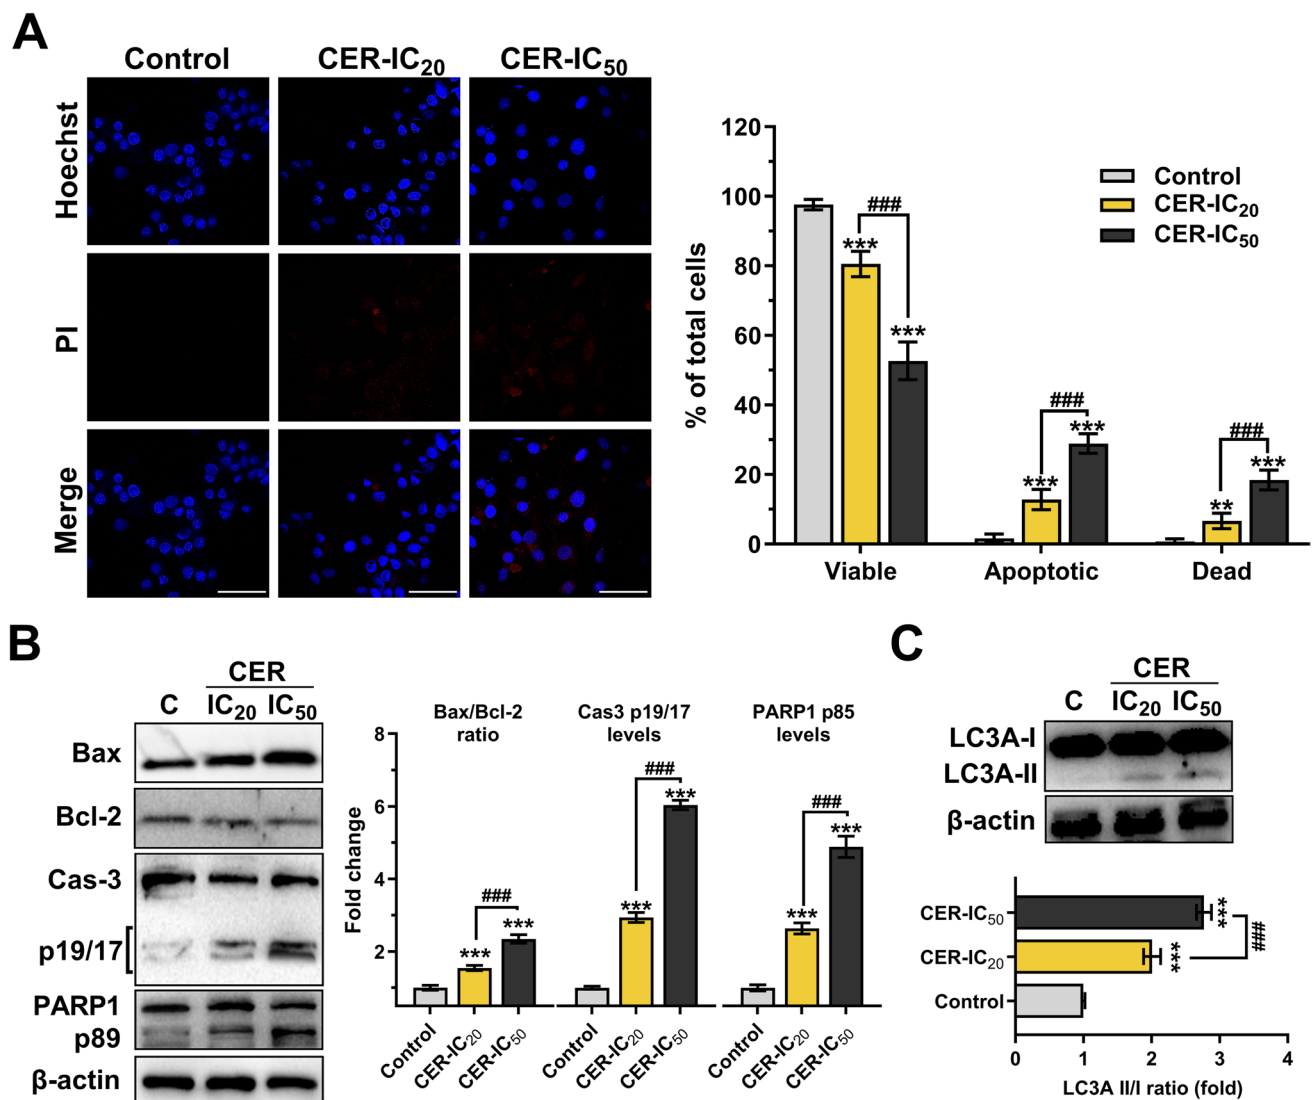 A
Control
CER-IC20
CER-IC50
Hoechst
PI
Merge
% of total cells
120
100
80
60
40
20
0
Control
CER-IC20
CER-IC50
###
***
***
###
***
***
###
**
***
Viable
Apoptotic
Dead
B
CER
C
IC20
IC50
Bax
Bcl-2
Cas-3
p19/17
PARP1
p89
β-actin
Fold change
8
6
4
2
Bax/Bcl-2
ratio
Cas3 p19/17
levels
PARP1 p85
levels
###
***
***
###
***
***
###
***
***
Control
CER-IC20
CER-IC50
Control
CER-IC20
CER-IC50
Control
CER-IC20
CER-IC50
C
CER
C
IC20
IC50
LC3A-I
LC3A-II
β-actin
CER-IC50
***
###
CER-IC20
***
Control
0
1
2
3
4
LC3A II/I ratio (fold)